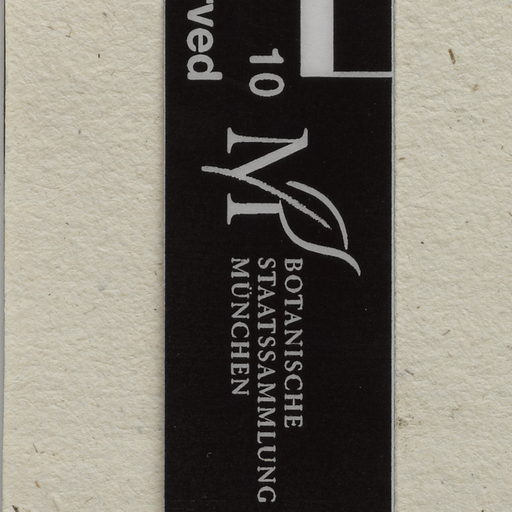 rved
10
M
BOTANISCHE
STAATSSAMMLUNG
MÜNCHEN